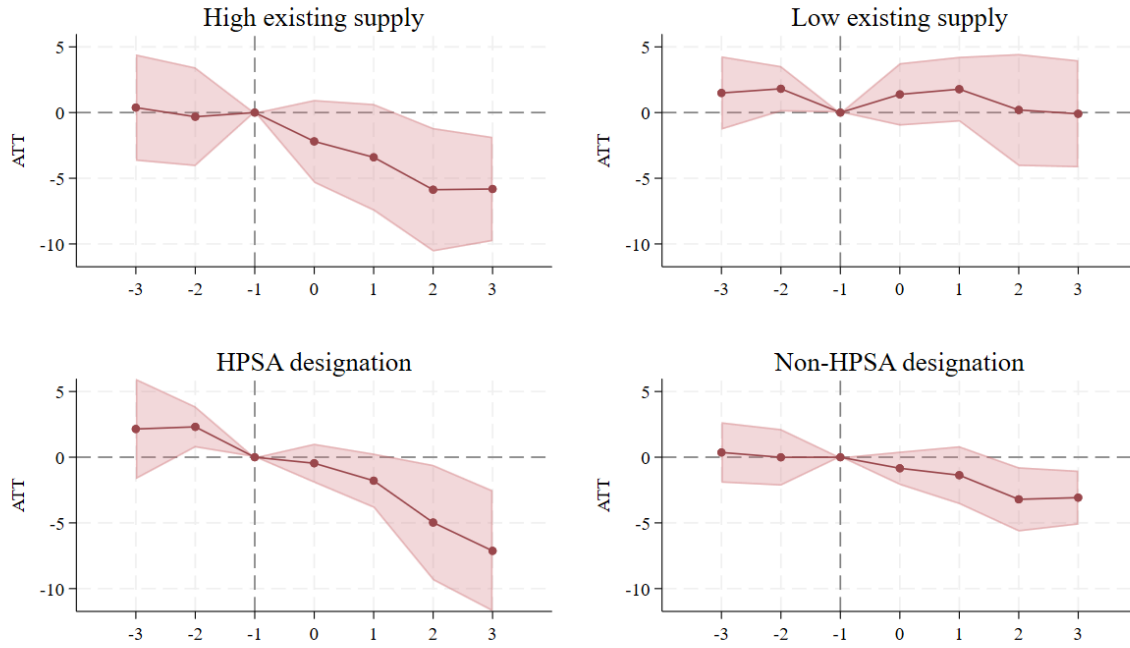 High existing supply
5
0
-5
-10
ATT
-3 -2 -1 0 1 2 3
Low existing supply
5
0
-5
-10
ATT
-3 -2 -1 0 1 2 3
HPSA designation
5
0
-5
-10
ATT
-3 -2 -1 0 1 2 3
Non-HPSA designation
5
0
-5
-10
ATT
-3 -2 -1 0 1 2 3